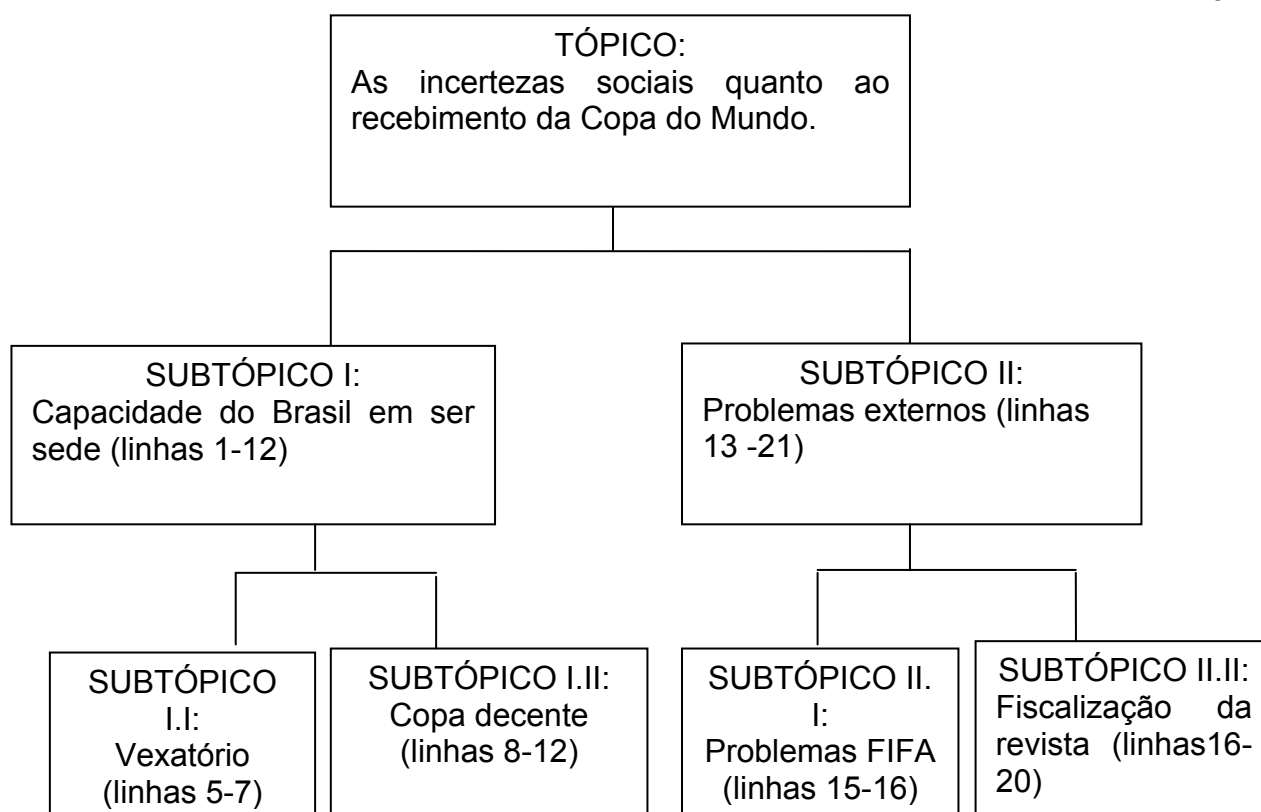 TÓPICO:
As incertezas sociais quanto ao
recebimento da Copa do Mundo.
SUBTÓPICO I:
Capacidade do Brasil em ser
sede (linhas 1-12)
SUBTÓPICO II:
Problemas externos (linhas
13 -21)
SUBTÓPICO
I.I:
Vexatório
(linhas 5-7)
SUBTÓPICO I.II:
Copa decente
(linhas 8-12)
SUBTÓPICO II.
I:
Problemas FIFA
(linhas 15-16)
SUBTÓPICO II.II:
Fiscalização da
revista (linhas16-
20)